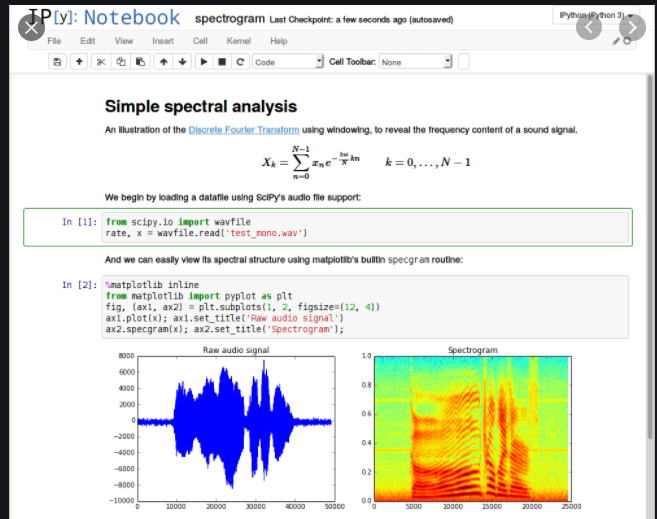 IP[y]: Notebook spectrogram Last Checkpoint: a few seconds ago (autosaved) IPython (Python 3)
File Edit View Insert Cell Kernel Help
Code Cell Toolbar: None
Simple spectral analysis
An illustration of the Discrete Fourier Transform using windowing, to reveal the frequency content of a sound signal.
X_k = \sum_{n=0}^{N-1} x_n e^{-\frac{2\pi i}{N} kn} k = 0, . . . , N − 1
We begin by loading a datafile using SciPy's audio file support:
In [1]: from scipy.io import wavfile
rate, x = wavfile.read('test_mono.wav')
And we can easily view its spectral structure using matplotlib's builtin specgram routine:
In [2]: %matplotlib inline
from matplotlib import pyplot as plt
fig, (ax1, ax2) = plt.subplots(1, 2, figsize=(12, 4))
ax1.plot(x); ax1.set_title('Raw audio signal')
ax2.specgram(x); ax2.set_title('Spectrogram');
Raw audio signal Spectrogram
8000
6000
4000
2000
0
−2000
−4000
−6000
−8000
−10000
0 10000 20000 30000 40000 50000
1.0
0.8
0.6
0.4
0.2
0.0
0 5000 10000 15000 20000 25000